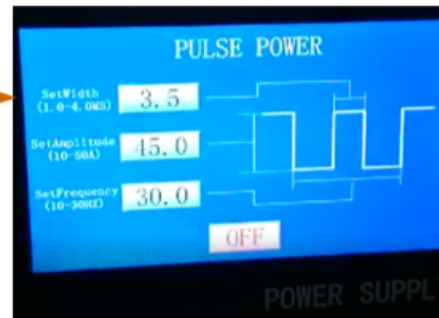 PULSE POWER
SetWidth
(1.0-4.0MS)
3.5
SetAmplitude
(10-50A)
45.0
SetFrequency
(10-30HZ)
30.0
OFF
POWER SUPPL